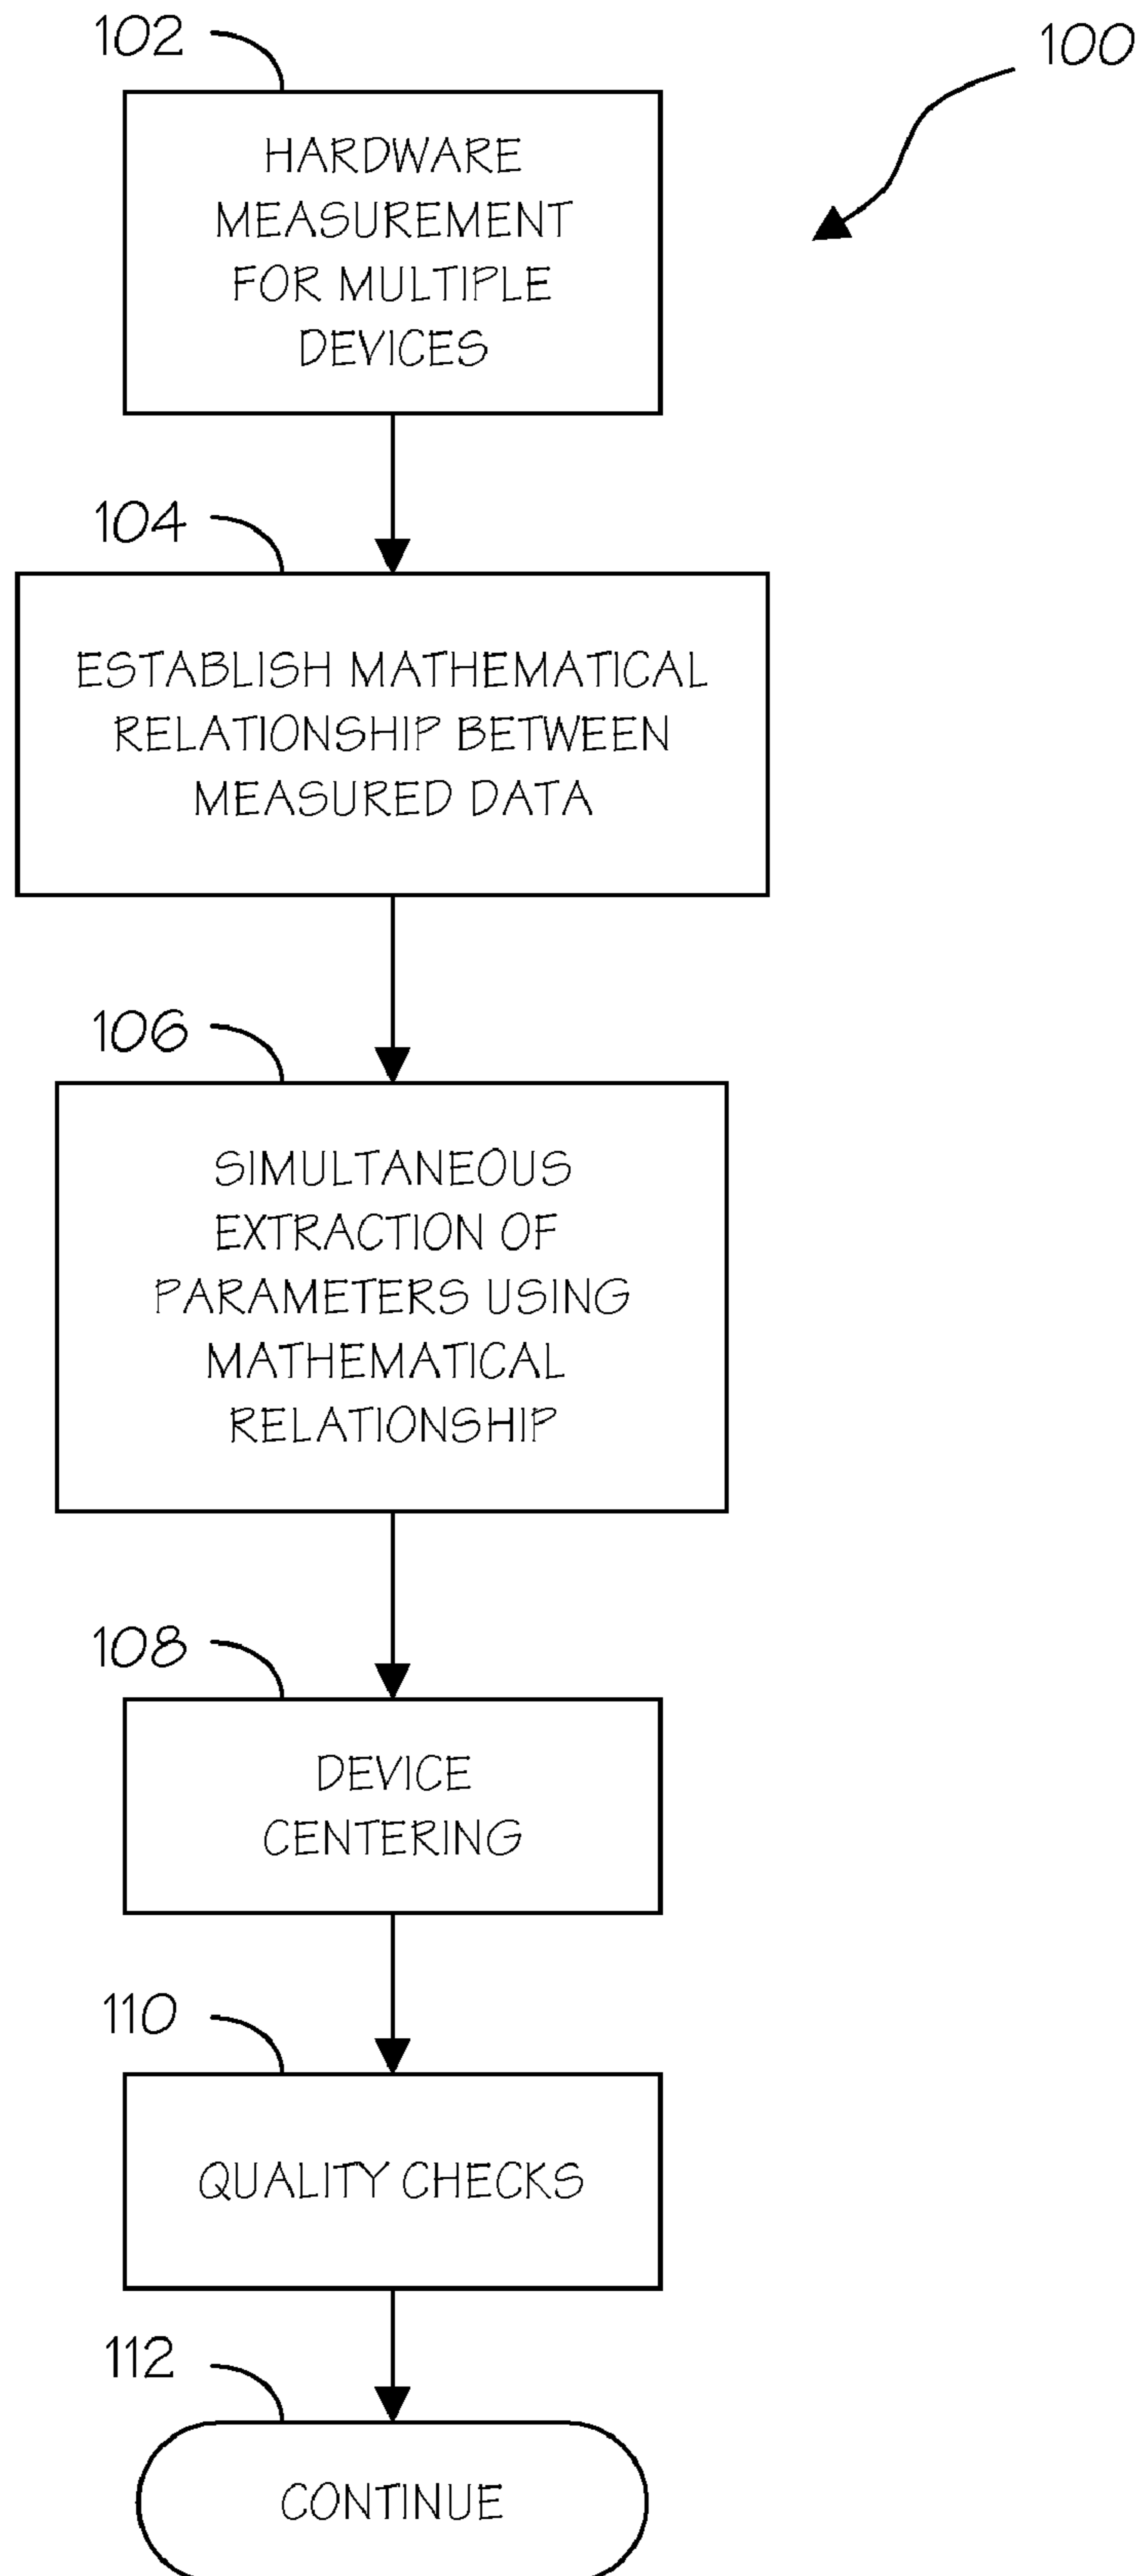 102
100
HARDWARE
MEASUREMENT
FOR MULTIPLE
DEVICES
104
ESTABLISH MATHEMATICAL
RELATIONSHIP BETWEEN
MEASURED DATA
106
SIMULTANEOUS
EXTRACTION OF
PARAMETERS USING
MATHEMATICAL
RELATIONSHIP
108
DEVICE
CENTERING
110
QUALITY CHECKS
112
CONTINUE